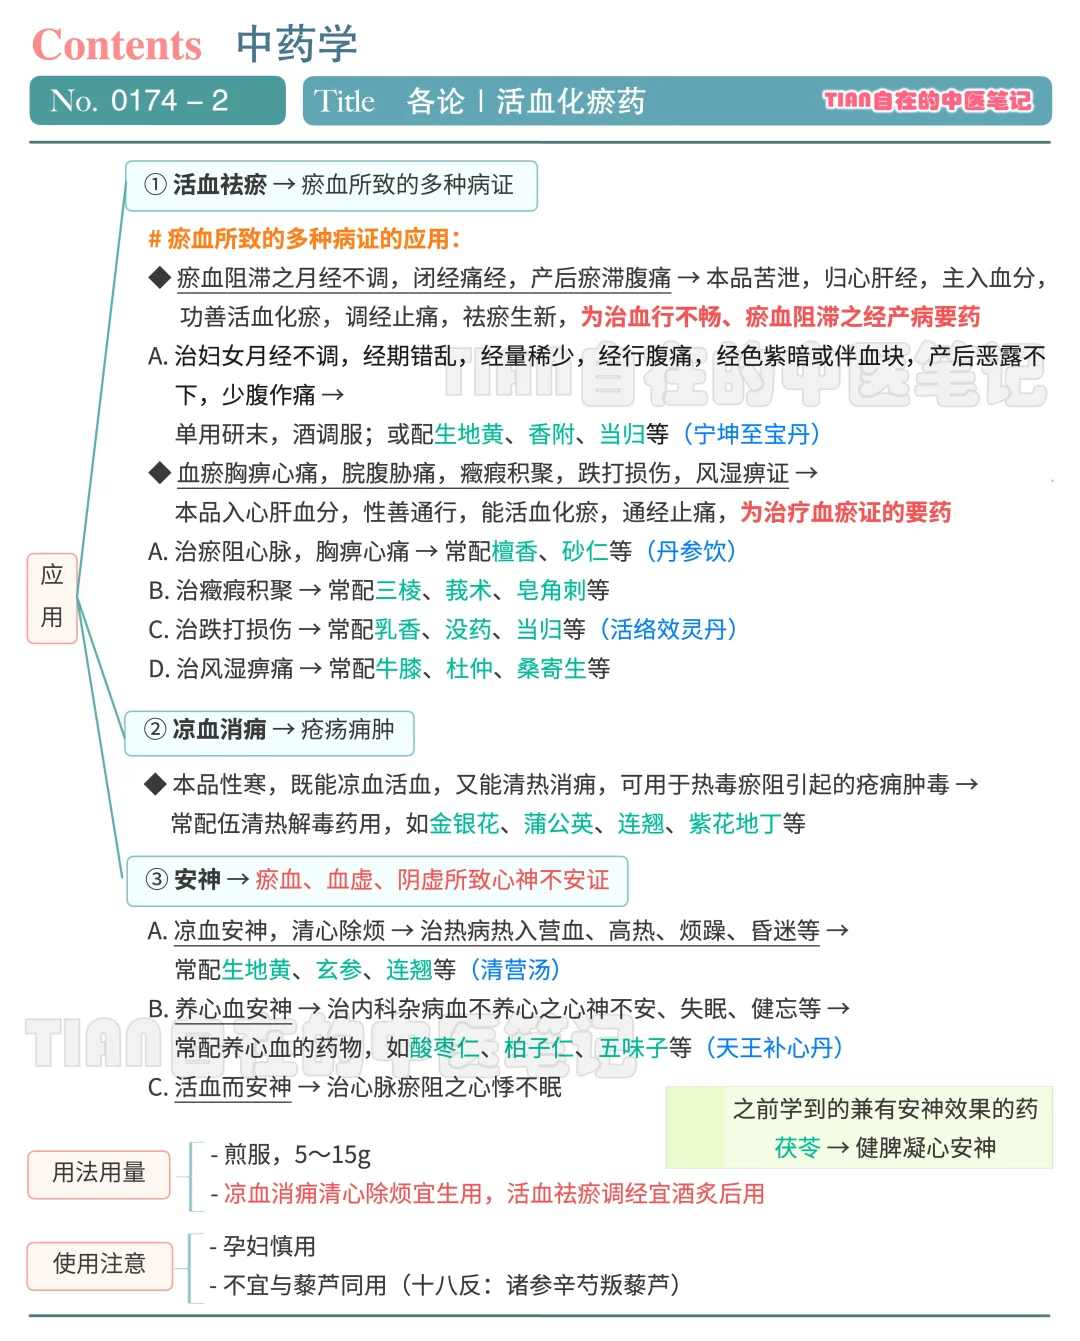 Contents 中药学
No. 0174 – 2
Title 各论 | 活血化瘀药
TIAN自在的中医笔记
① 活血祛瘀 → 瘀血所致的多种病证
# 瘀血所致的多种病证的应用：
◆ 瘀血阻滞之月经不调，闭经痛经，产后瘀滞腹痛 → 本品苦泄，归心肝经，主入血分，
功善活血化瘀，调经止痛，祛瘀生新，为治血行不畅、瘀血阻滞之经产病要药
A. 治妇女月经不调，经期错乱，经量稀少，经行腹痛，经色紫暗或伴血块，产后恶露不
下，少腹作痛 →
单用研末，酒调服；或配生地黄、香附、当归等（宁坤至宝丹）
◆ 血瘀胸痹心痛，脘腹胁痛，癥瘕积聚，跌打损伤，风湿痹证 →
本品入心肝血分，性善通行，能活血化瘀，通经止痛，为治疗血瘀证的要药
A. 治瘀阻心脉，胸痹心痛 → 常配檀香、砂仁等（丹参饮）
B. 治癥瘕积聚 → 常配三棱、莪术、皂角刺等
C. 治跌打损伤 → 常配乳香、没药、当归等（活络效灵丹）
D. 治风湿痹痛 → 常配牛膝、杜仲、桑寄生等
应用
② 凉血消痈 → 疮疡痈肿
◆ 本品性寒，既能凉血活血，又能清热消痈，可用于热毒瘀阻引起的疮痈肿毒 →
常配伍清热解毒药用，如金银花、蒲公英、连翘、紫花地丁等
③ 安神 → 瘀血、血虚、阴虚所致心神不安证
A. 凉血安神，清心除烦 → 治热病热入营血、高热、烦躁、昏迷等 →
常配生地黄、玄参、连翘等（清营汤）
B. 养心血安神 → 治内科杂病血不养心之心神不安、失眠、健忘等 →
常配养心血的药物，如酸枣仁、柏子仁、五味子等（天王补心丹）
C. 活血而安神 → 治心脉瘀阻之心悸不眠
之前学到的兼有安神效果的药
茯苓 → 健脾凝心安神
用法用量
- 煎服，5～15g
- 凉血消痈清心除烦宜生用，活血祛瘀调经宜酒炙后用
使用注意
- 孕妇慎用
- 不宜与藜芦同用（十八反：诸参辛芍叛藜芦）
TIAN自在的中医笔记
TIAN自在的中医笔记